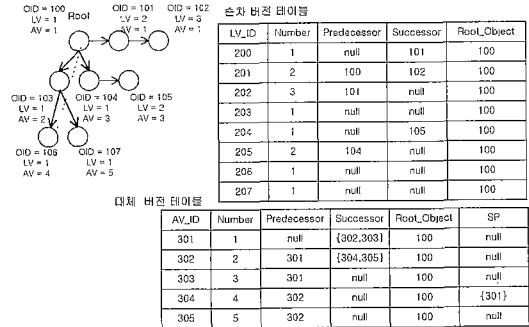 OID = 100
LV = 1
AV = 1
Root
OID = 101
LV = 2
AV = 1
OID = 102
LV = 3
AV = 1
OID = 103
LV = 1
AV = 2
OID = 104
LV = 1
AV = 3
OID = 105
LV = 2
AV = 3
OID = 106
LV = 1
AV = 4
OID = 107
LV = 1
AV = 5
순차 버전 테이블
LV_ID Number Predecessor Successor Root_Object
200 1 null 101 100
201 2 100 102 100
202 3 101 null 100
203 1 null null 100
204 1 null 105 100
205 2 104 null 100
206 1 null null 100
207 1 null null 100
대체 버전 테이블
AV_ID Number Predecessor Successor Root_Object SP
301 1 null {302,303} 100 null
302 2 301 {304,305} 100 null
303 3 301 null 100 null
304 4 302 null 100 {301}
305 5 302 null 100 null